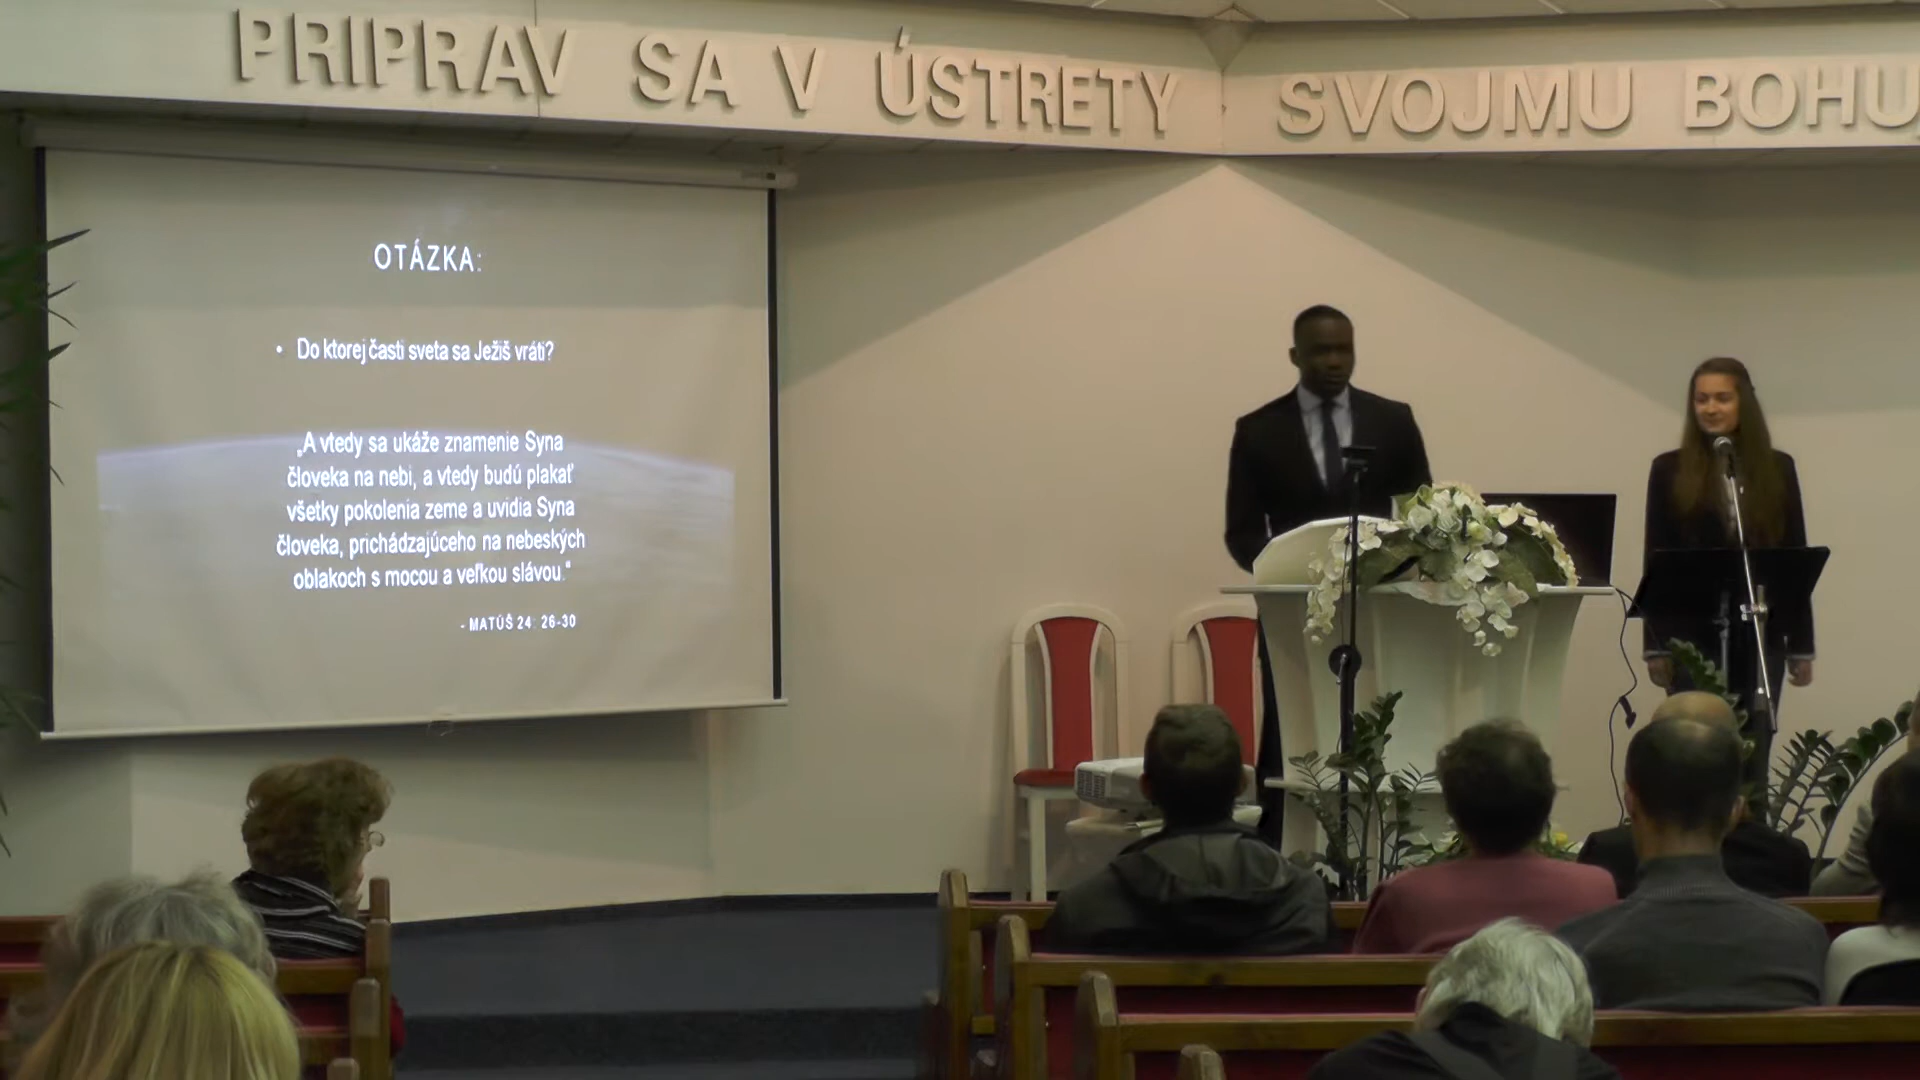 PRIPRAV SA V ÚSTRETY SVOJMU BOHU
OTÁZKA:
• Do ktorej časti sveta sa Ježiš vráti?
„A vtedy sa ukáže znamenie Syna
človeka na nebi, a vtedy budú plakať
všetky pokolenia zeme a uvidia Syna
človeka, prichádzajúceho na nebeských
oblakoch s mocou a veľkou slávou.“
- MATÚŠ 24: 26-30